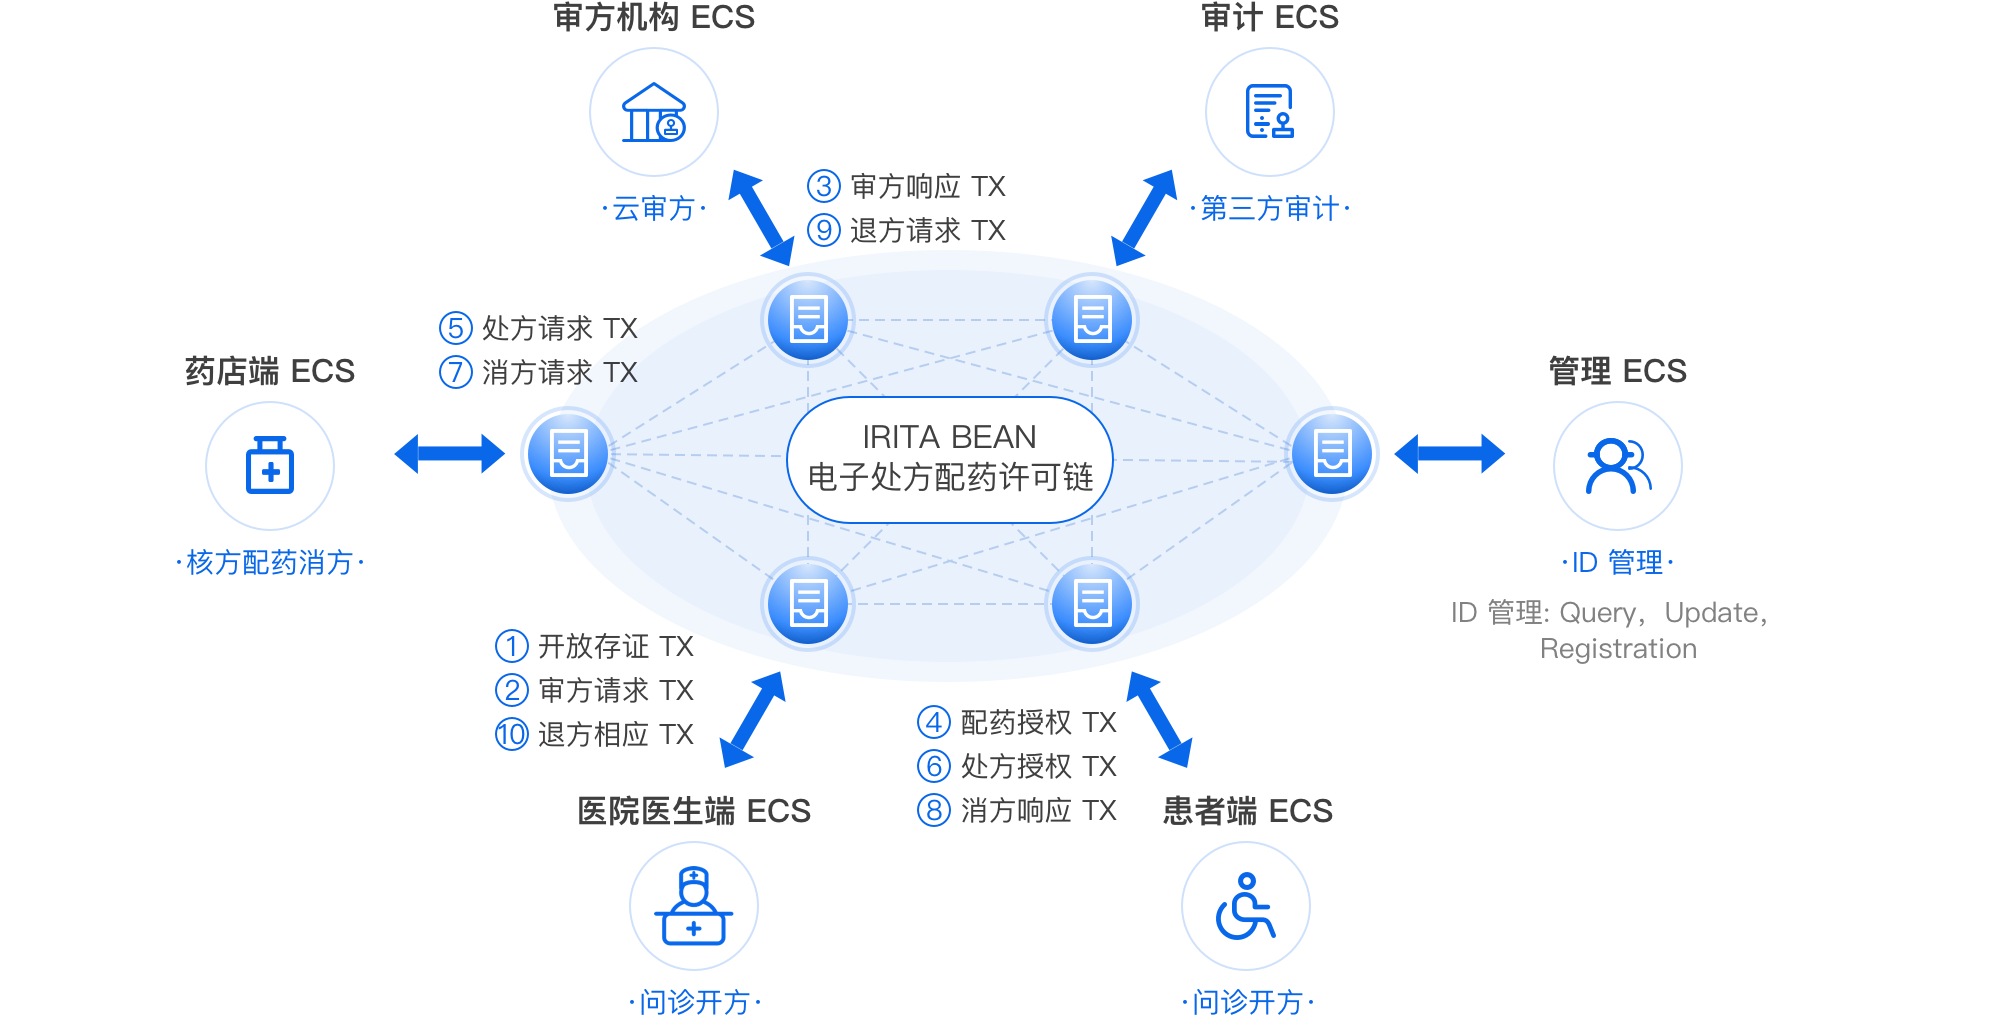 审方机构 ECS
审计 ECS
·云审方·
③ 审方响应 TX
⑨ 退方请求 TX
·第三方审计·
⑤ 处方请求 TX
⑦ 消方请求 TX
药店端 ECS
管理 ECS
IRITA BEAN
电子处方配药许可链
·核方配药消方·
·ID 管理·
ID 管理: Query，Update，
Registration
① 开放存证 TX
② 审方请求 TX
⑩ 退方相应 TX
④ 配药授权 TX
⑥ 处方授权 TX
⑧ 消方响应 TX
医院医生端 ECS
患者端 ECS
·问诊开方·
·问诊开方·